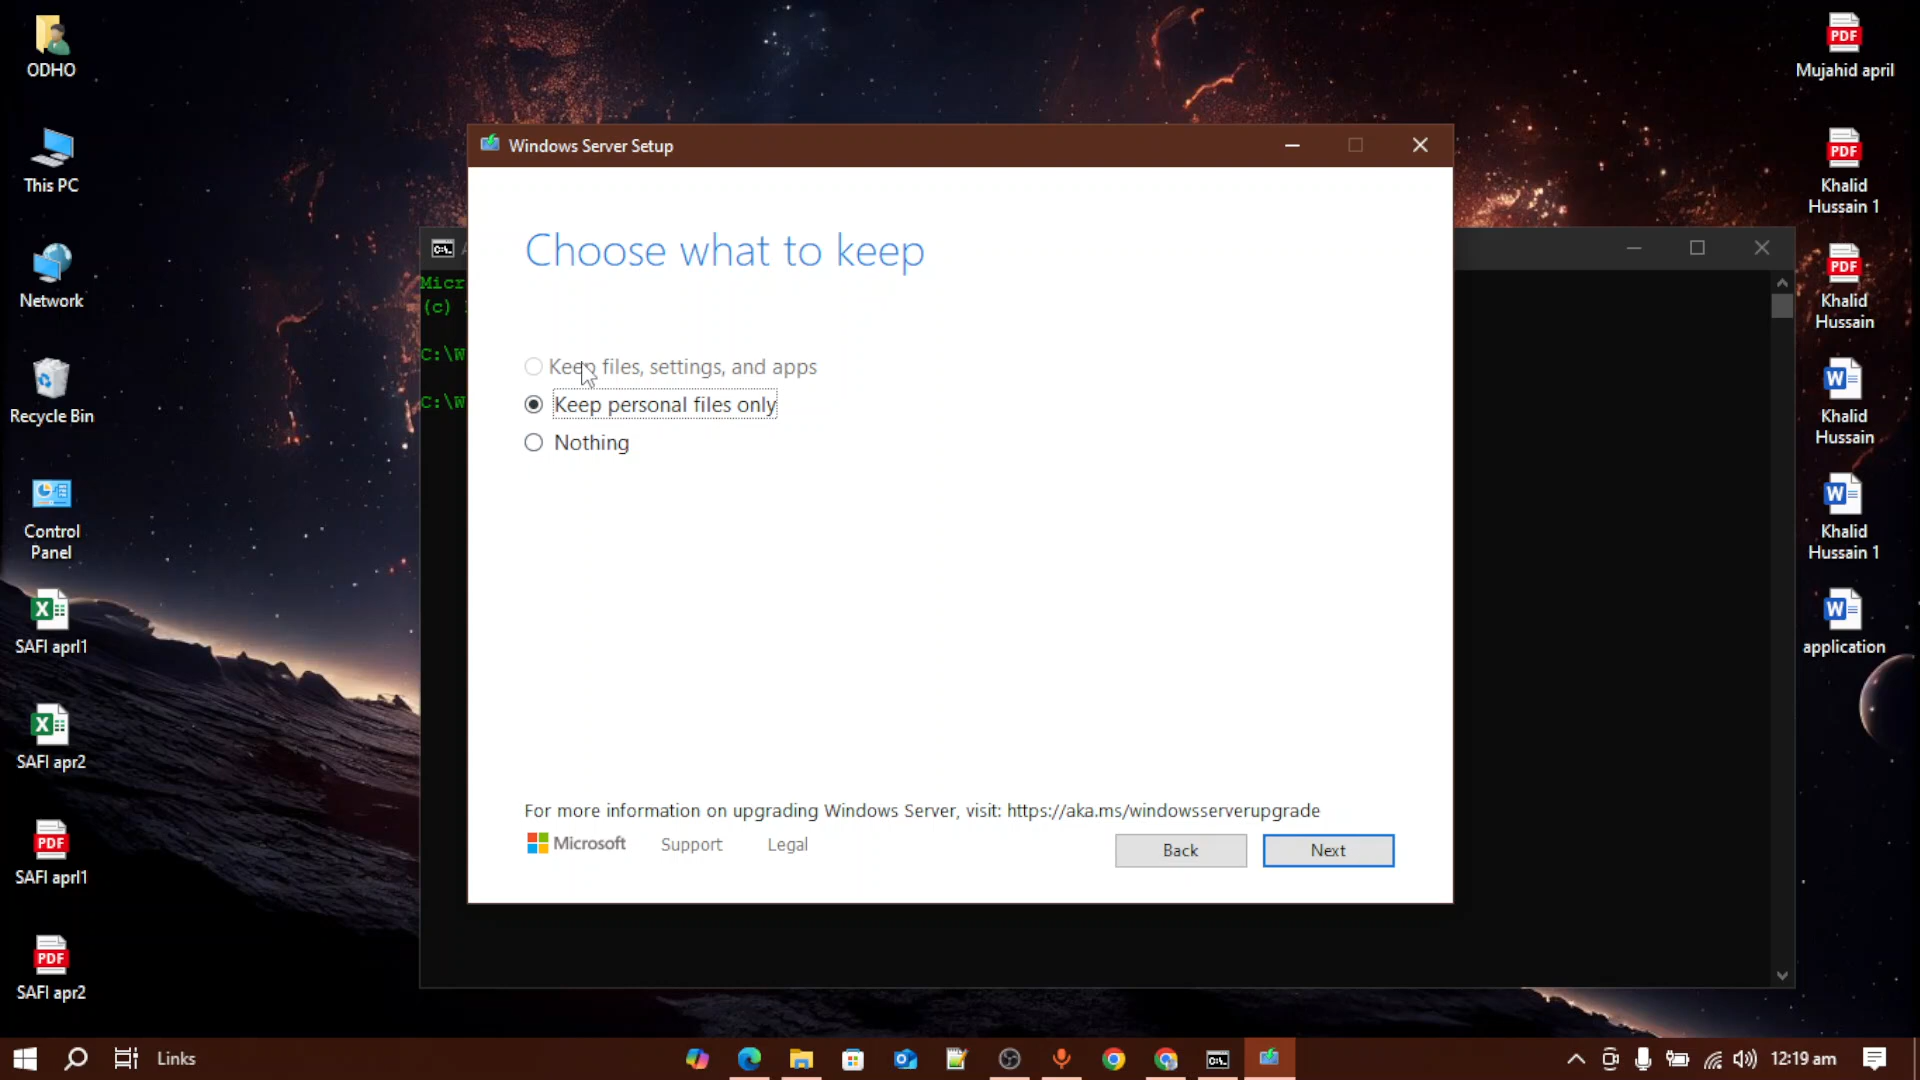 ODHO
This PC
Network
Recycle Bin
Control
Panel
SAFI aprl1
SAFI apr2
SAFI aprl1
SAFI apr2
Windows Server Setup
Choose what to keep
Keep files, settings, and apps
Keep personal files only
Nothing
For more information on upgrading Windows Server, visit: https://aka.ms/windowsserverupgrade
Microsoft
Support
Legal
Back
Next
Micr
(c)
C:\W
C:\W
PDF
Mujahid april
PDF
Khalid
Hussain 1
PDF
Khalid
Hussain
Khalid
Hussain
Khalid
Hussain 1
application
Links
12:19 am